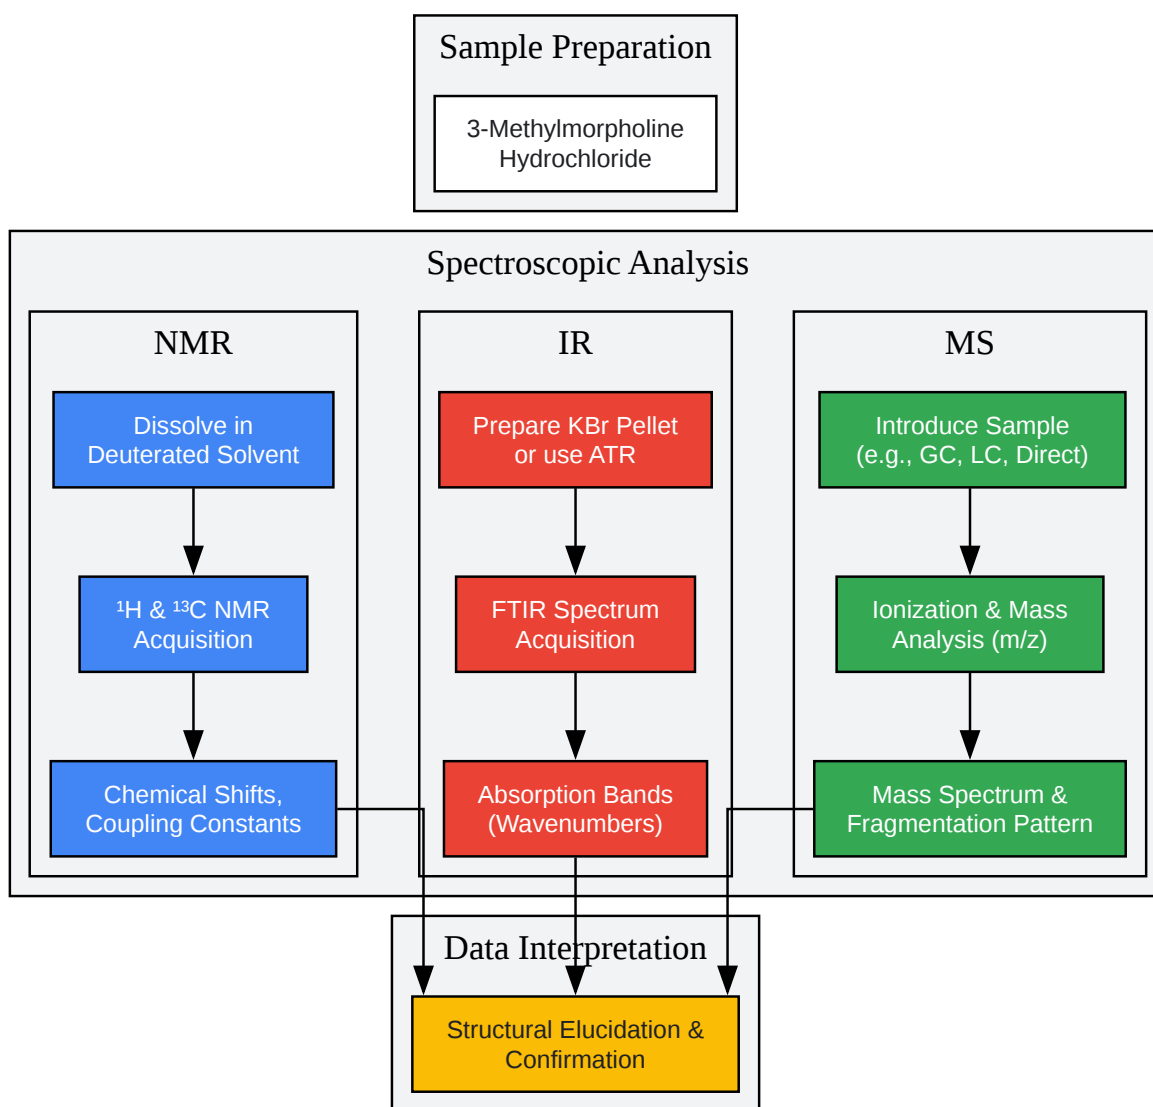 Sample Preparation
3-Methylmorpholine
Hydrochloride
Spectroscopic Analysis
NMR
Dissolve in
Deuterated Solvent
¹H & ¹³C NMR
Acquisition
Chemical Shifts,
Coupling Constants
IR
Prepare KBr Pellet
or use ATR
FTIR Spectrum
Acquisition
Absorption Bands
(Wavenumbers)
MS
Introduce Sample
(e.g., GC, LC, Direct)
Ionization & Mass
Analysis (m/z)
Mass Spectrum &
Fragmentation Pattern
Data Interpretation
Structural Elucidation &
Confirmation